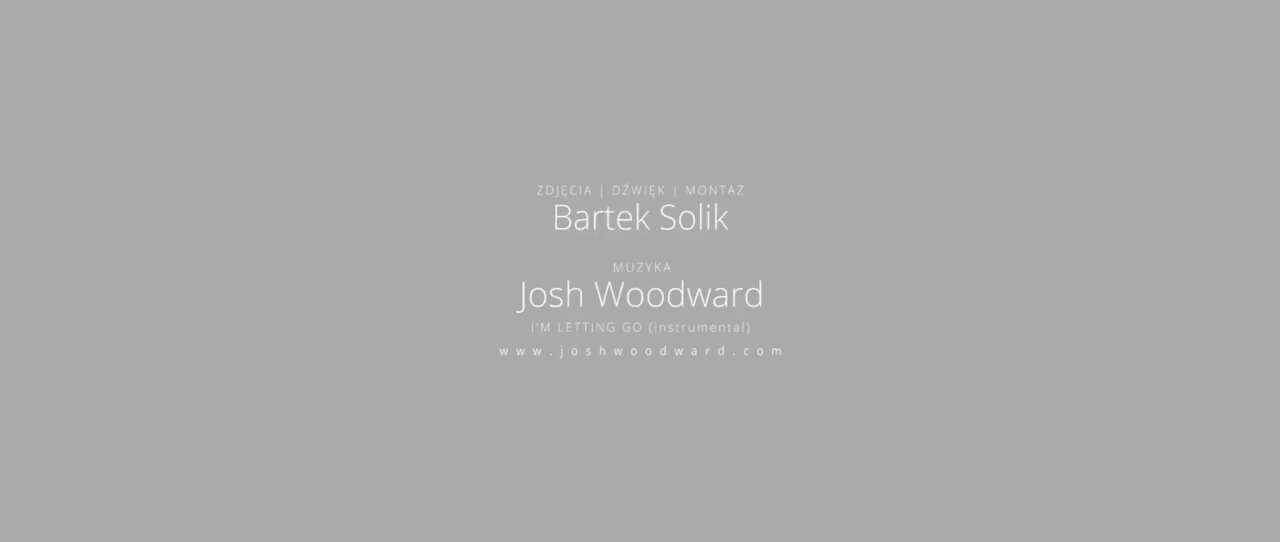 ZDJĘCIA | DŹWIĘK | MONTAŻ
Bartek Solik
MUZYKA
Josh Woodward
I'M LETTING GO (instrumental)
www.joshwoodward.com